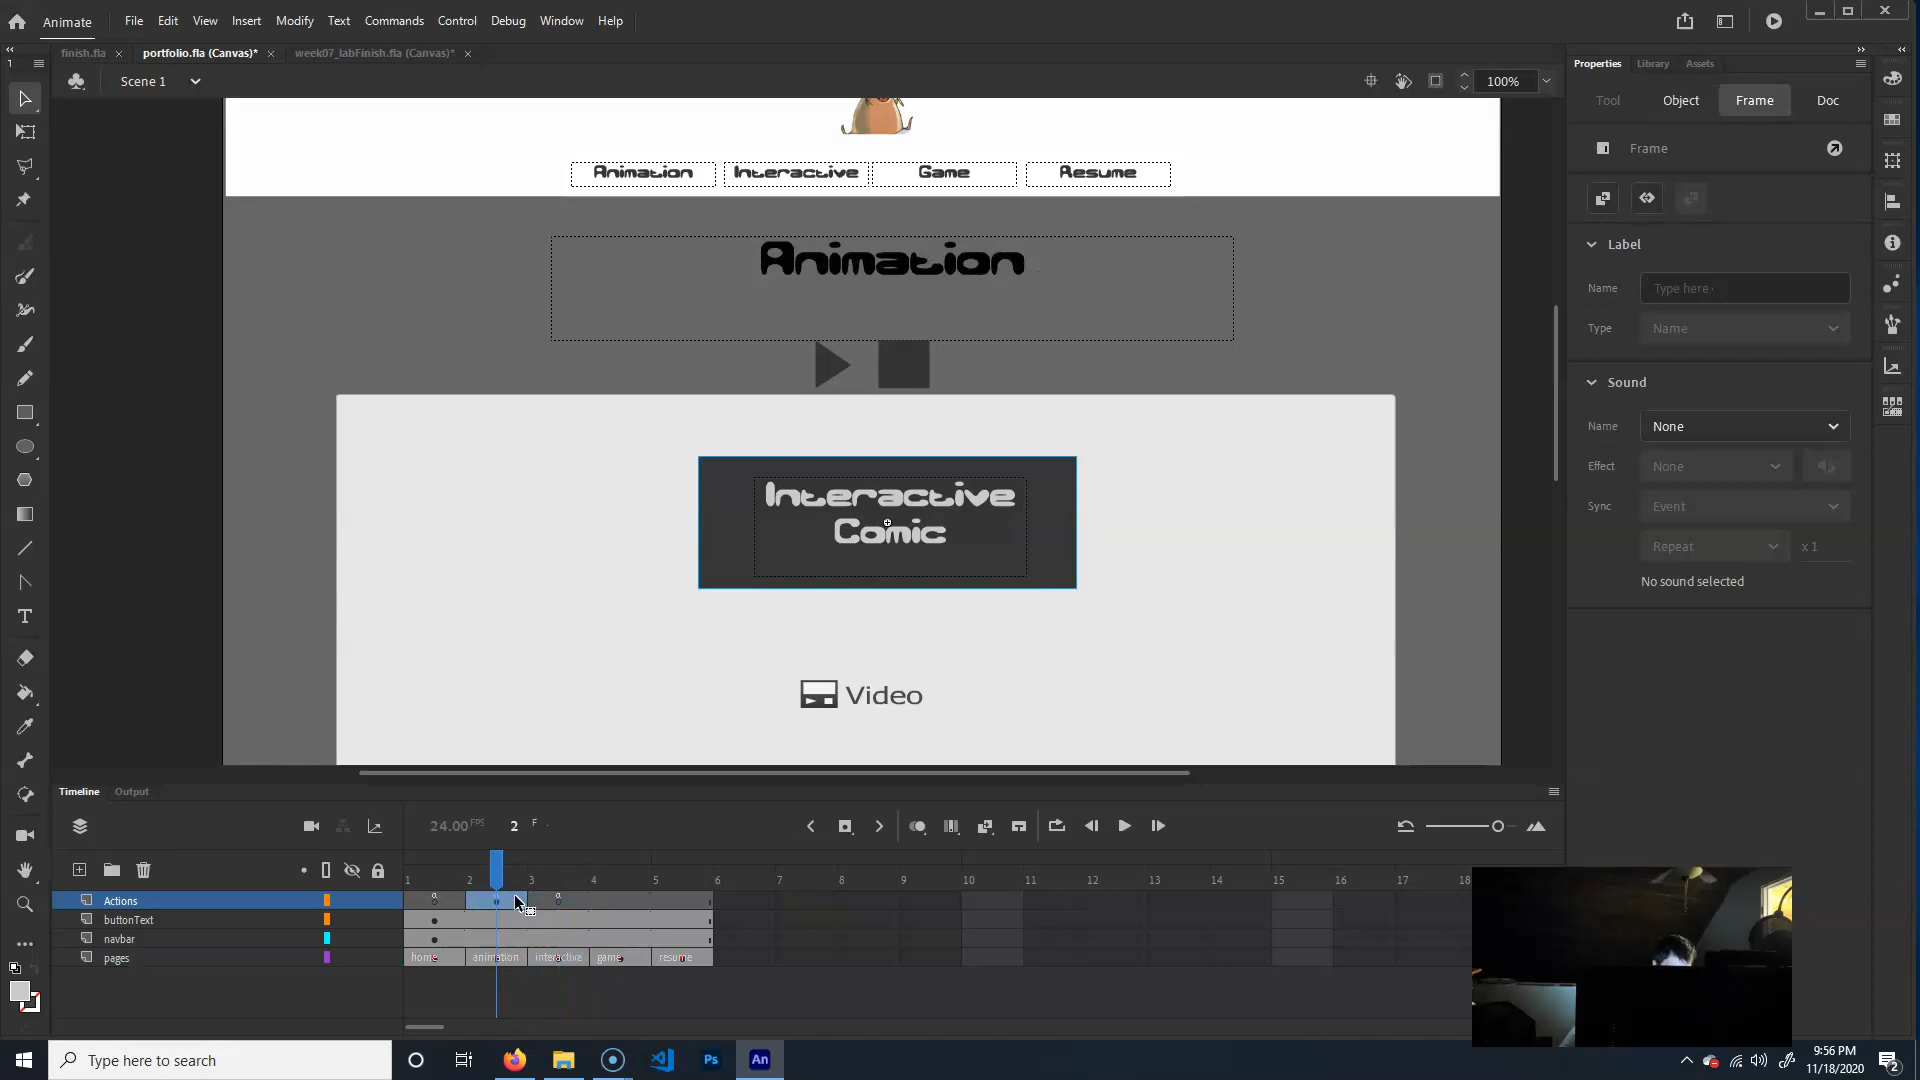 Animate
File Edit View Insert Modify Text Commands Control Debug Window Help
finish.fla
portfolio.fla (Canvas)*
week07_labFinish.fla (Canvas)*
Scene 1
100%
Animation Interactive Game Resume
Animation
Interactive
Comic
Video
Properties Library Assets
Tool Object Frame Doc
Frame
Label
Name Type here
Type Name
Sound
Name None
Effect None
Sync Event
Repeat x 1
No sound selected
Timeline Output
24.00 FPS 2 F
1 2 3 4 5 6 7 8 9 10 11 12 13 14 15 16 17 18
Actions
buttonText
navbar
pages home animation interactive game resume
Type here to search
Ps An
9:56 PM
11/18/2020
2